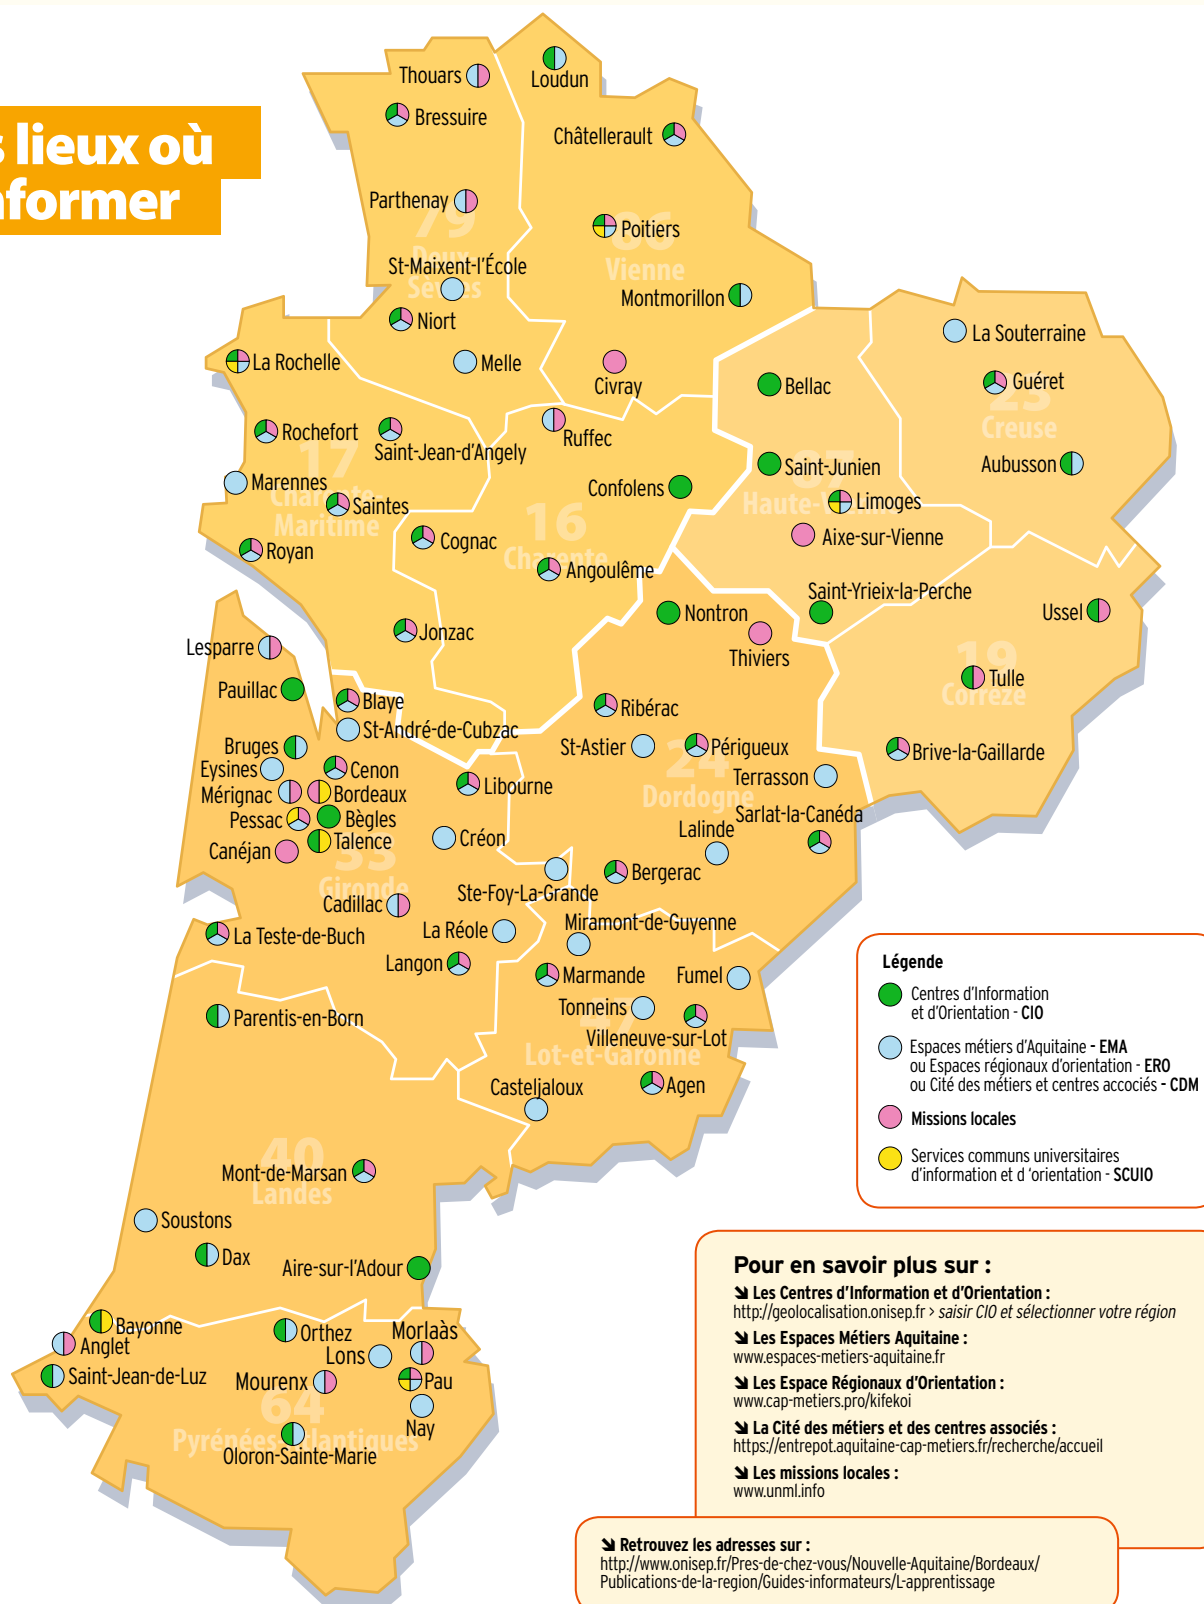 lieux où
Thouars
Loudun
Bressuire
Châtellerault
Parthenay
79
Deux-
Sèvres
86
Vienne
Poitiers
St-Maixent-l'École
Montmorillon
Niort
La Rochelle
Melle
Civray
La Souterraine
Bellac
Guéret
23
Creuse
Rochefort
Saint-Jean-d'Angely
Ruffec
17
Charente-
Maritime
Saint-Junien
Aubusson
Marennes
Confolens
87
Haute-Vienne
Limoges
Saintes
16
Charente
Aixe-sur-Vienne
Royan
Cognac
Angoulême
Saint-Yrieix-la-Perche
Nontron
Ussel
Jonzac
Thiviers
Lesparre
19
Corrèze
Tulle
Pauillac
Blaye
Ribérac
St-André-de-Cubzac
Bruges
St-Astier
Périgueux
Brive-la-Gaillarde
Eysines
Cenon
24
Dordogne
Terrasson
Mérignac
Bordeaux
Libourne
Pessac
Bègles
Sarlat-la-Canéda
Talence
Créon
Lalinde
Canéjan
33
Gironde
Bergerac
Ste-Foy-La-Grande
Cadillac
Miramont-de-Guyenne
La Réole
La Teste-de-Buch
Langon
Marmande
Fumel
Parentis-en-Born
Tonneins
47
Lot-et-Garonne
Villeneuve-sur-Lot
Casteljaloux
Agen
40
Landes
Mont-de-Marsan
Soustons
Dax
Aire-sur-l'Adour
Bayonne
Orthez
Morlaàs
Anglet
Lons
Saint-Jean-de-Luz
Mourenx
Pau
64
Pyrénées-Atlantiques
Nay
Oloron-Sainte-Marie
Légende
Centres d'Information
et d'Orientation - CIO
Espaces métiers d'Aquitaine - EMA
ou Espaces régionaux d'orientation - ERO
ou Cité des métiers et centres accociés - CDM
Missions locales
Services communs universitaires
d'information et d 'orientation - SCUIO
Pour en savoir plus sur :
Les Centres d'Information et d'Orientation :
http://geolocalisation.onisep.fr > saisir CIO et sélectionner votre région
Les Espaces Métiers Aquitaine :
www.espaces-metiers-aquitaine.fr
Les Espace Régionaux d'Orientation :
www.cap-metiers.pro/kifekoi
La Cité des métiers et des centres associés :
https://entrepot.aquitaine-cap-metiers.fr/recherche/accueil
Les missions locales :
www.unml.info
Retrouvez les adresses sur :
http://www.onisep.fr/Pres-de-chez-vous/Nouvelle-Aquitaine/Bordeaux/
Publications-de-la-region/Guides-informateurs/L-apprentissage